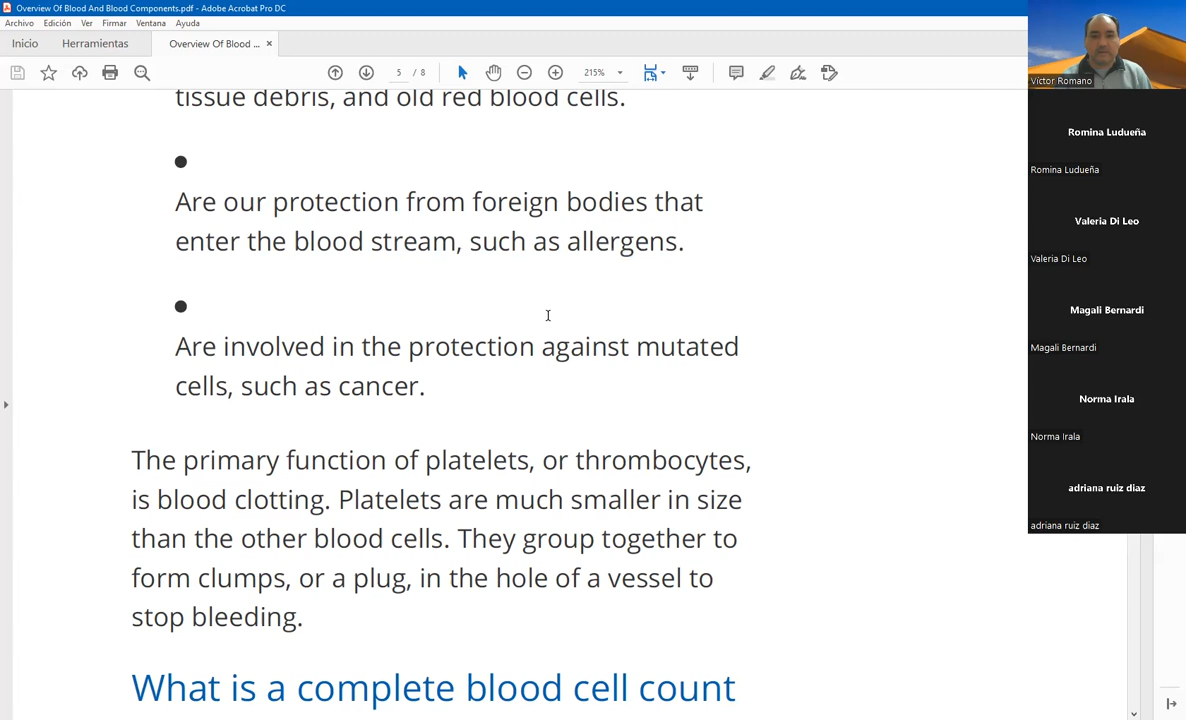 Overview Of Blood And Blood Components.pdf - Adobe Acrobat Pro DC
Archivo Edición Ver Firmar Ventana Ayuda
Inicio Herramientas Overview Of Blood ... ×
5 / 8 215%
tissue debris, and old red blood cells.
Are our protection from foreign bodies that
enter the blood stream, such as allergens.
Are involved in the protection against mutated
cells, such as cancer.
The primary function of platelets, or thrombocytes,
is blood clotting. Platelets are much smaller in size
than the other blood cells. They group together to
form clumps, or a plug, in the hole of a vessel to
stop bleeding.
What is a complete blood cell count
Víctor Romano
Romina Ludueña
Romina Ludueña
Valeria Di Leo
Valeria Di Leo
Magali Bernardi
Magali Bernardi
Norma Irala
Norma Irala
adriana ruiz diaz
adriana ruiz diaz